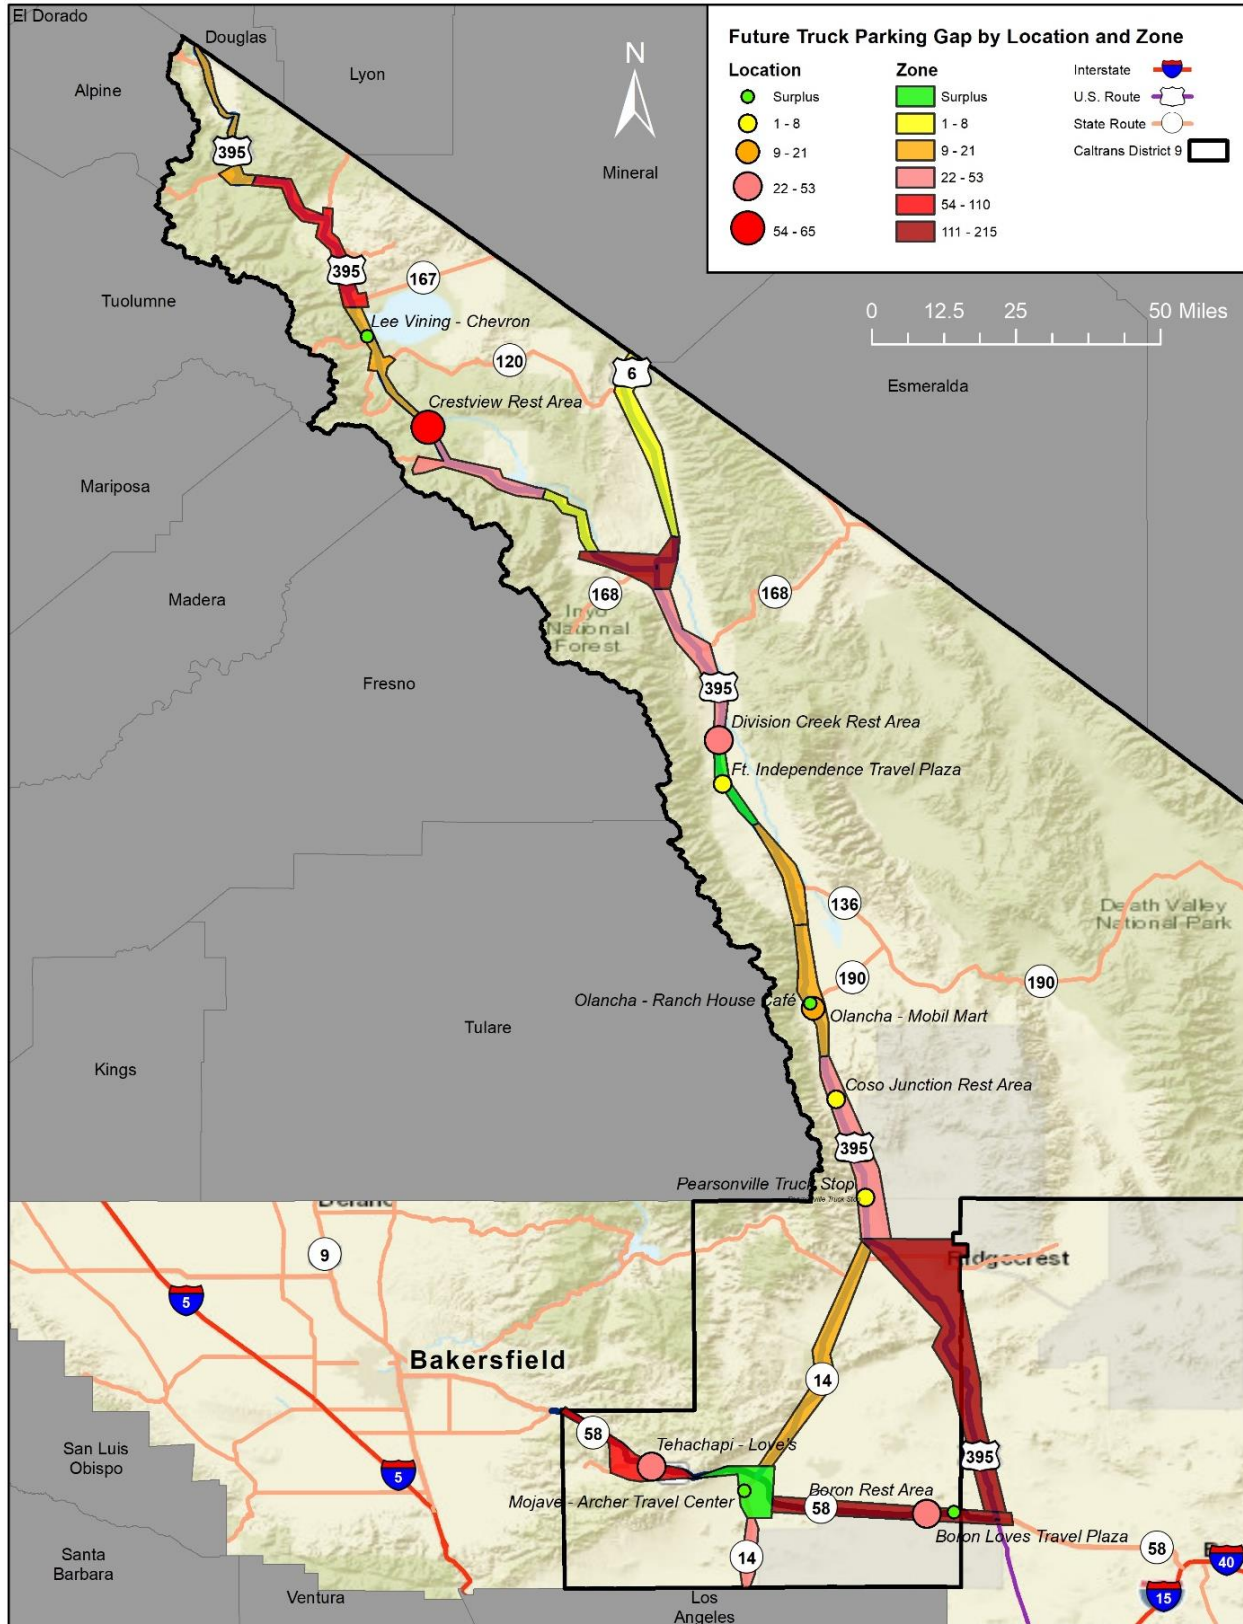 El Dorado
Douglas
Alpine
Lyon
N
Mineral
Future Truck Parking Gap by Location and Zone
Location
Surplus
1 - 8
9 - 21
22 - 53
54 - 65
Zone
Surplus
1 - 8
9 - 21
22 - 53
54 - 110
111 - 215
Interstate
U.S. Route
State Route
Caltrans District 9
0 12.5 25 50 Miles
395
Tuolumne
395
167
Lee Vining - Chevron
120
6
Esmeralda
Crestview Rest Area
Mariposa
Madera
168
168
Inyo
National
Forest
Fresno
395
Division Creek Rest Area
Ft. Independence Travel Plaza
136
Death Valley
National Park
190
190
Olancha - Ranch House Café
Olancha - Mobil Mart
Tulare
Kings
Coso Junction Rest Area
395
Pearsonville Truck Stop
Delano
Ridgecrest
9
5
Bakersfield
14
58
Tehachapi - Love's
395
San Luis
Obispo
5
Mojave - Archer Travel Center
Boron Rest Area
58
Boron Loves Travel Plaza
58
14
40
15
Santa
Barbara
Ventura
Los
Angeles